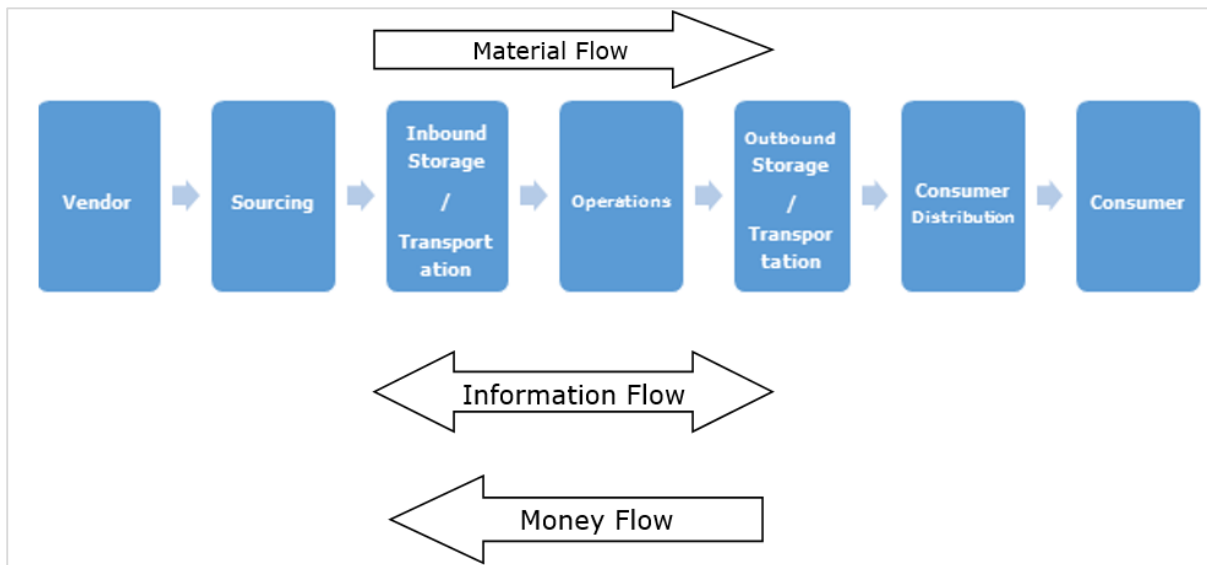 Material Flow
Vendor
Sourcing
Inbound
Storage
/
Transport
ation
Operations
Outbound
Storage
/
Transpor
tation
Consumer
Distribution
Consumer
Information Flow
Money Flow